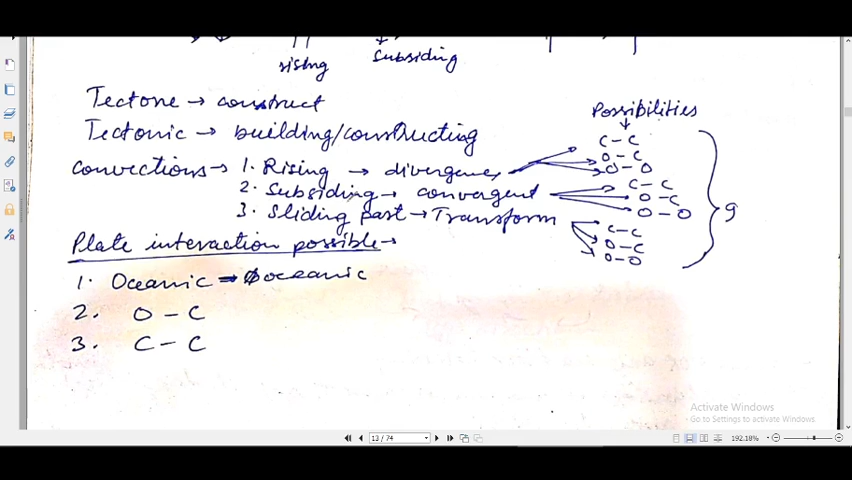 rising
Subsiding
Tectone → construct
Possibilities
Tectonic → building/constructing
C - C
O - C
O - O
convections → 1. Rising → divergence
2. Subsiding → convergent
C - C
O - C
O - O
3. Sliding past → Transform
C - C
O - C
O - O
9
Plate interaction possible →
1. Oceanic - oceanic
2. O - C
3. C - C
Activate Windows
Go to Settings to activate Windows.
13 / 74
192.18%